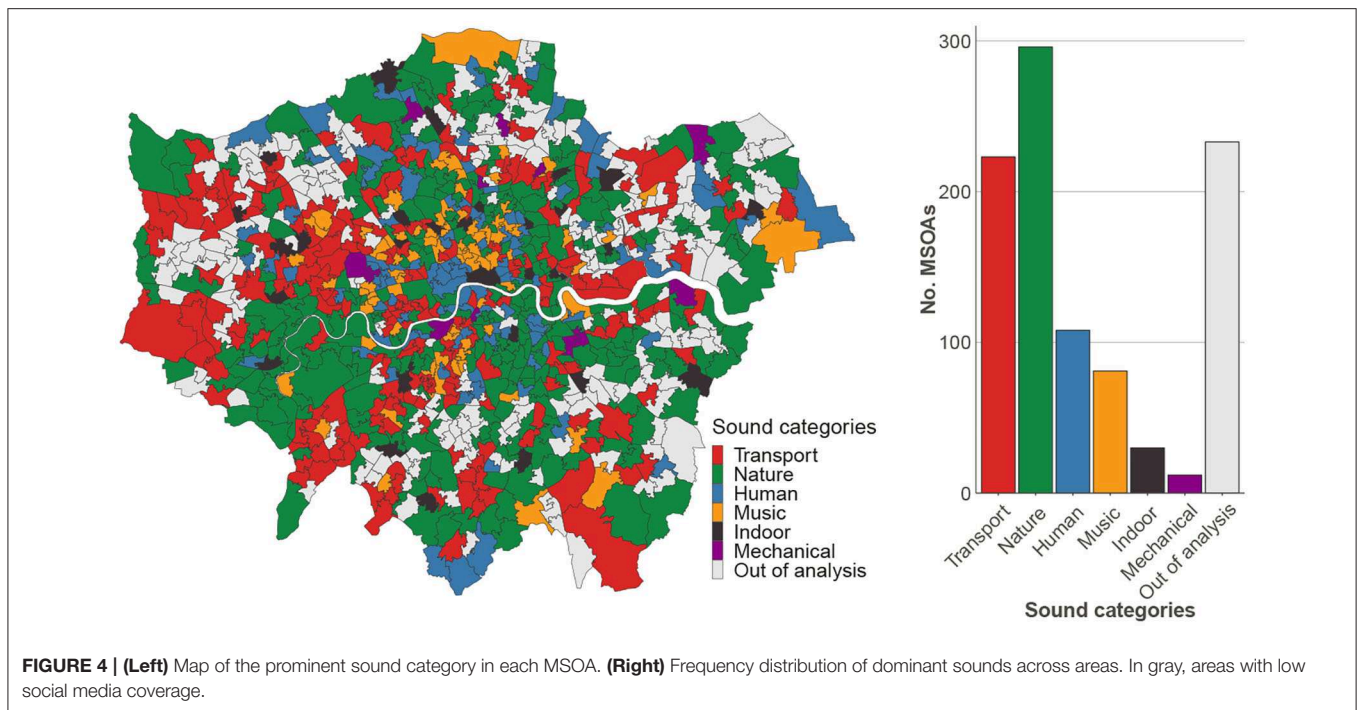 Sound categories
Transport
Nature
Human
Music
Indoor
Mechanical
Out of analysis
No. MSOAs
300
200
100
0
Transport
Nature
Human
Music
Indoor
Mechanical
Out of analysis
Sound categories
FIGURE 4 | (Left) Map of the prominent sound category in each MSOA. (Right) Frequency distribution of dominant sounds across areas. In gray, areas with low
social media coverage.